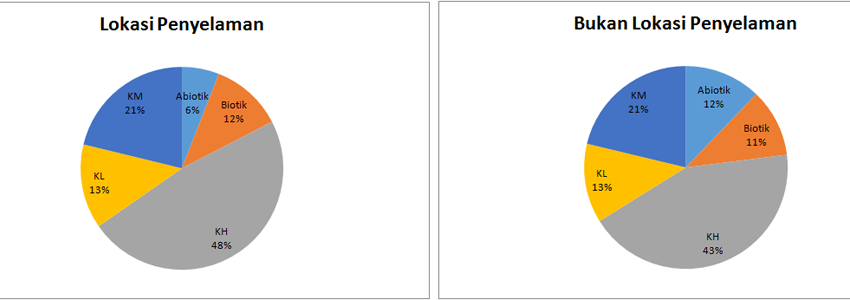 Lokasi Penyelaman
KM
21%
Abiotik
6%
Biotik
12%
KL
13%
KH
48%
Bukan Lokasi Penyelaman
KM
21%
Abiotik
12%
Biotik
11%
KL
13%
KH
43%